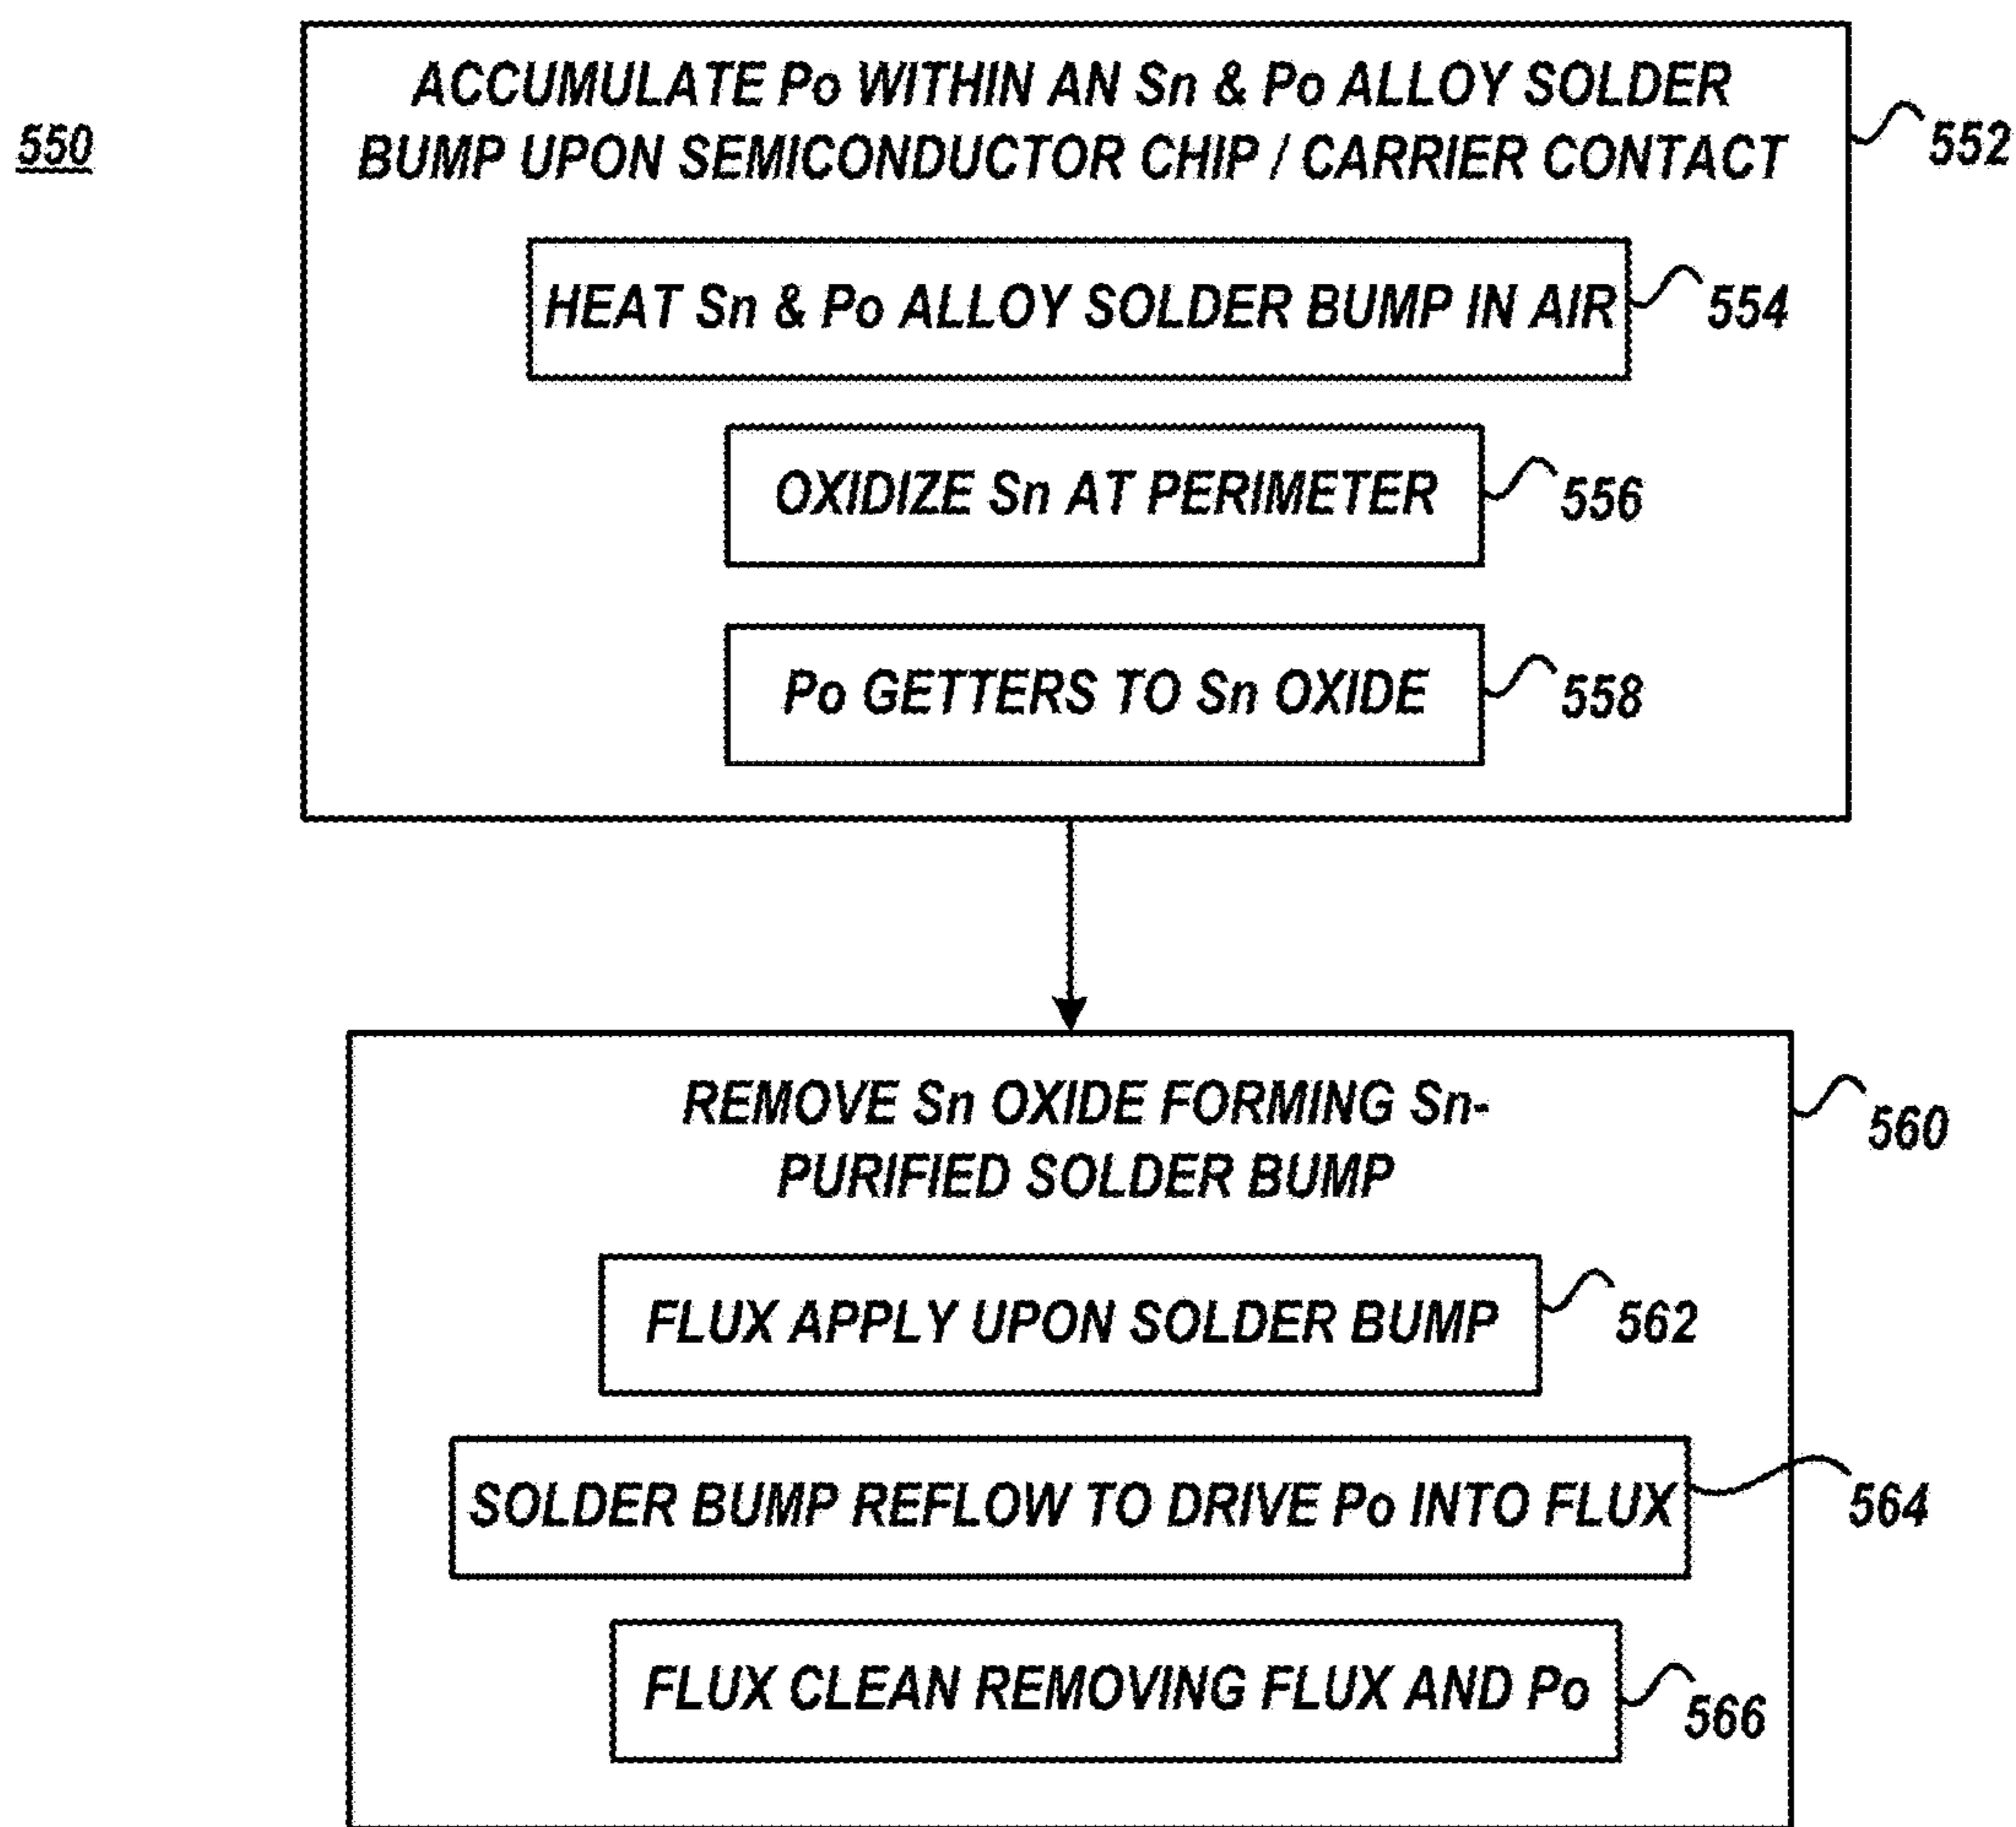 550
ACCUMULATE Po WITHIN AN Sn & Po ALLOY SOLDER
BUMP UPON SEMICONDUCTOR CHIP / CARRIER CONTACT
552
HEAT Sn & Po ALLOY SOLDER BUMP IN AIR
554
OXIDIZE Sn AT PERIMETER
556
Po GETTERS TO Sn OXIDE
558
REMOVE Sn OXIDE FORMING Sn-
PURIFIED SOLDER BUMP
560
FLUX APPLY UPON SOLDER BUMP
562
SOLDER BUMP REFLOW TO DRIVE Po INTO FLUX
564
FLUX CLEAN REMOVING FLUX AND Po
566